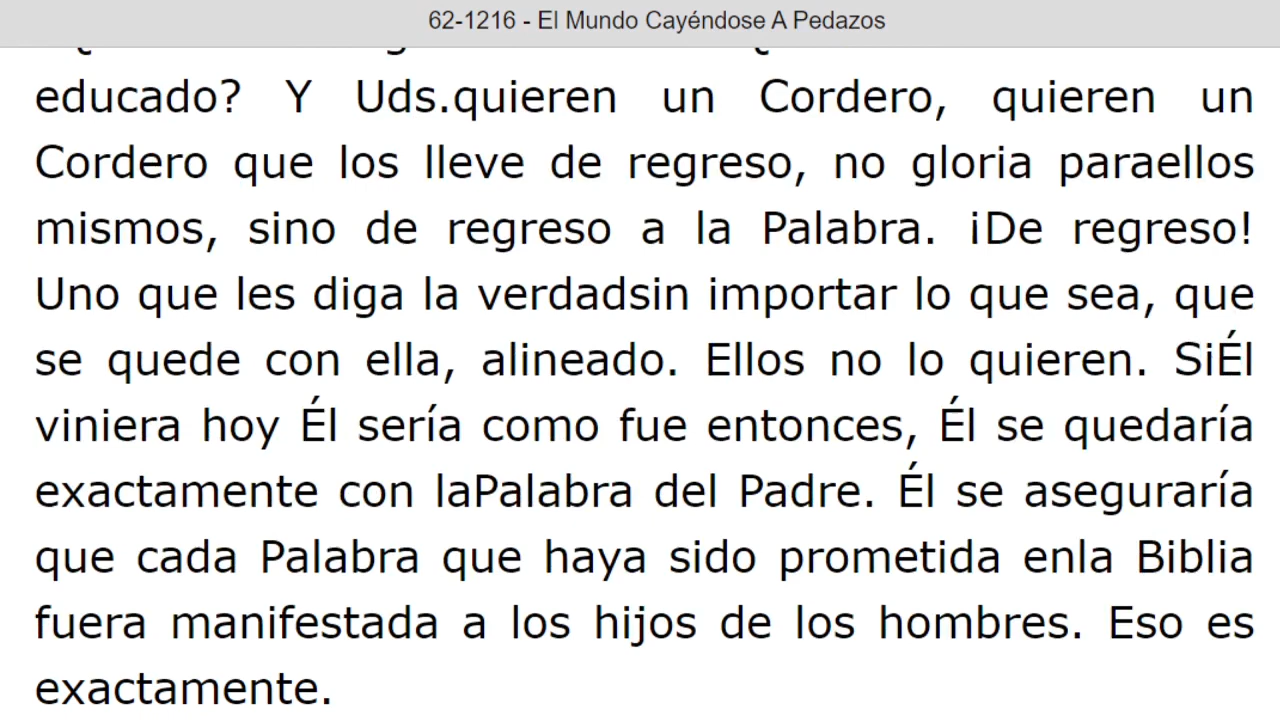 62-1216 - El Mundo Cayéndose A Pedazos
educado? Y Uds.quieren un Cordero, quieren un
Cordero que los lleve de regreso, no gloria paraellos
mismos, sino de regreso a la Palabra. ¡De regreso!
Uno que les diga la verdadsin importar lo que sea, que
se quede con ella, alineado. Ellos no lo quieren. SiÉl
viniera hoy Él sería como fue entonces, Él se quedaría
exactamente con laPalabra del Padre. Él se aseguraría
que cada Palabra que haya sido prometida enla Biblia
fuera manifestada a los hijos de los hombres. Eso es
exactamente.